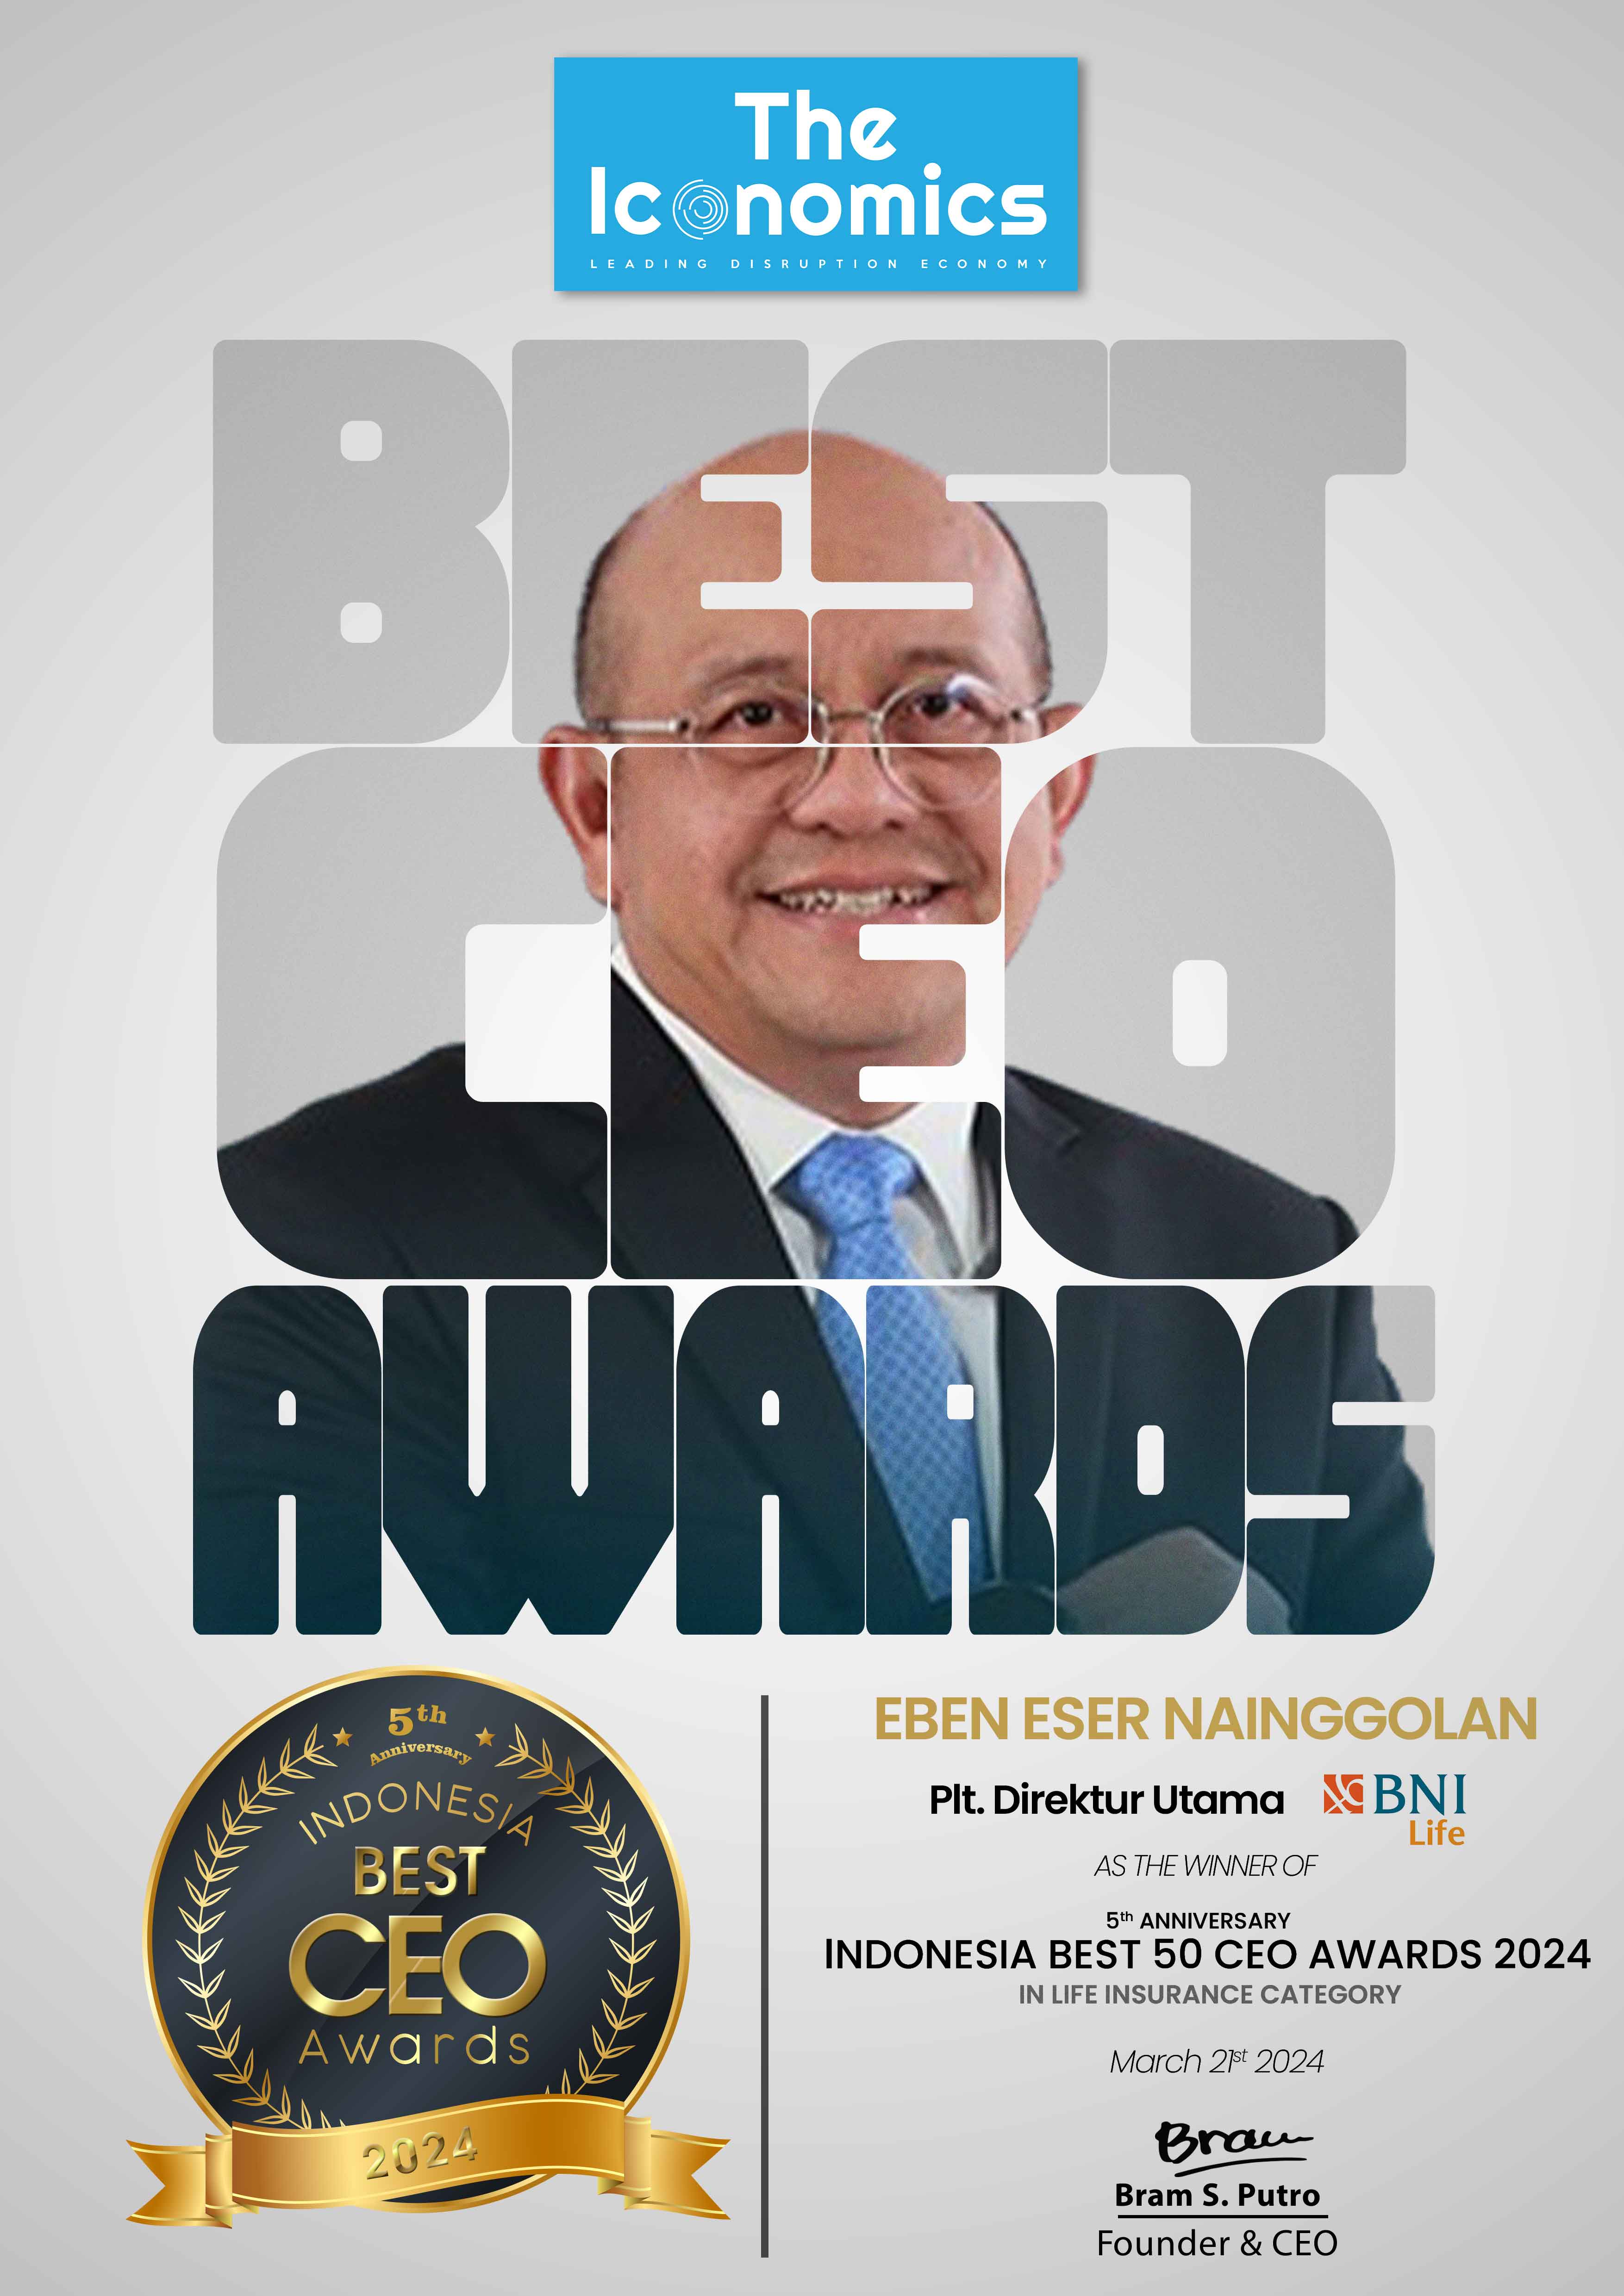 The
Iconomics
LEADING DISRUPTION ECONOMY
BEST
CEO
AWARDS
5th
Anniversary
INDONESIA
BEST
CEO
Awards
2024
EBEN ESER NAINGGOLAN
Plt. Direktur Utama
BNI
Life
AS THE WINNER OF
5th ANNIVERSARY
INDONESIA BEST 50 CEO AWARDS 2024
IN LIFE INSURANCE CATEGORY
March 21st 2024
Bram
Bram S. Putro
Founder & CEO